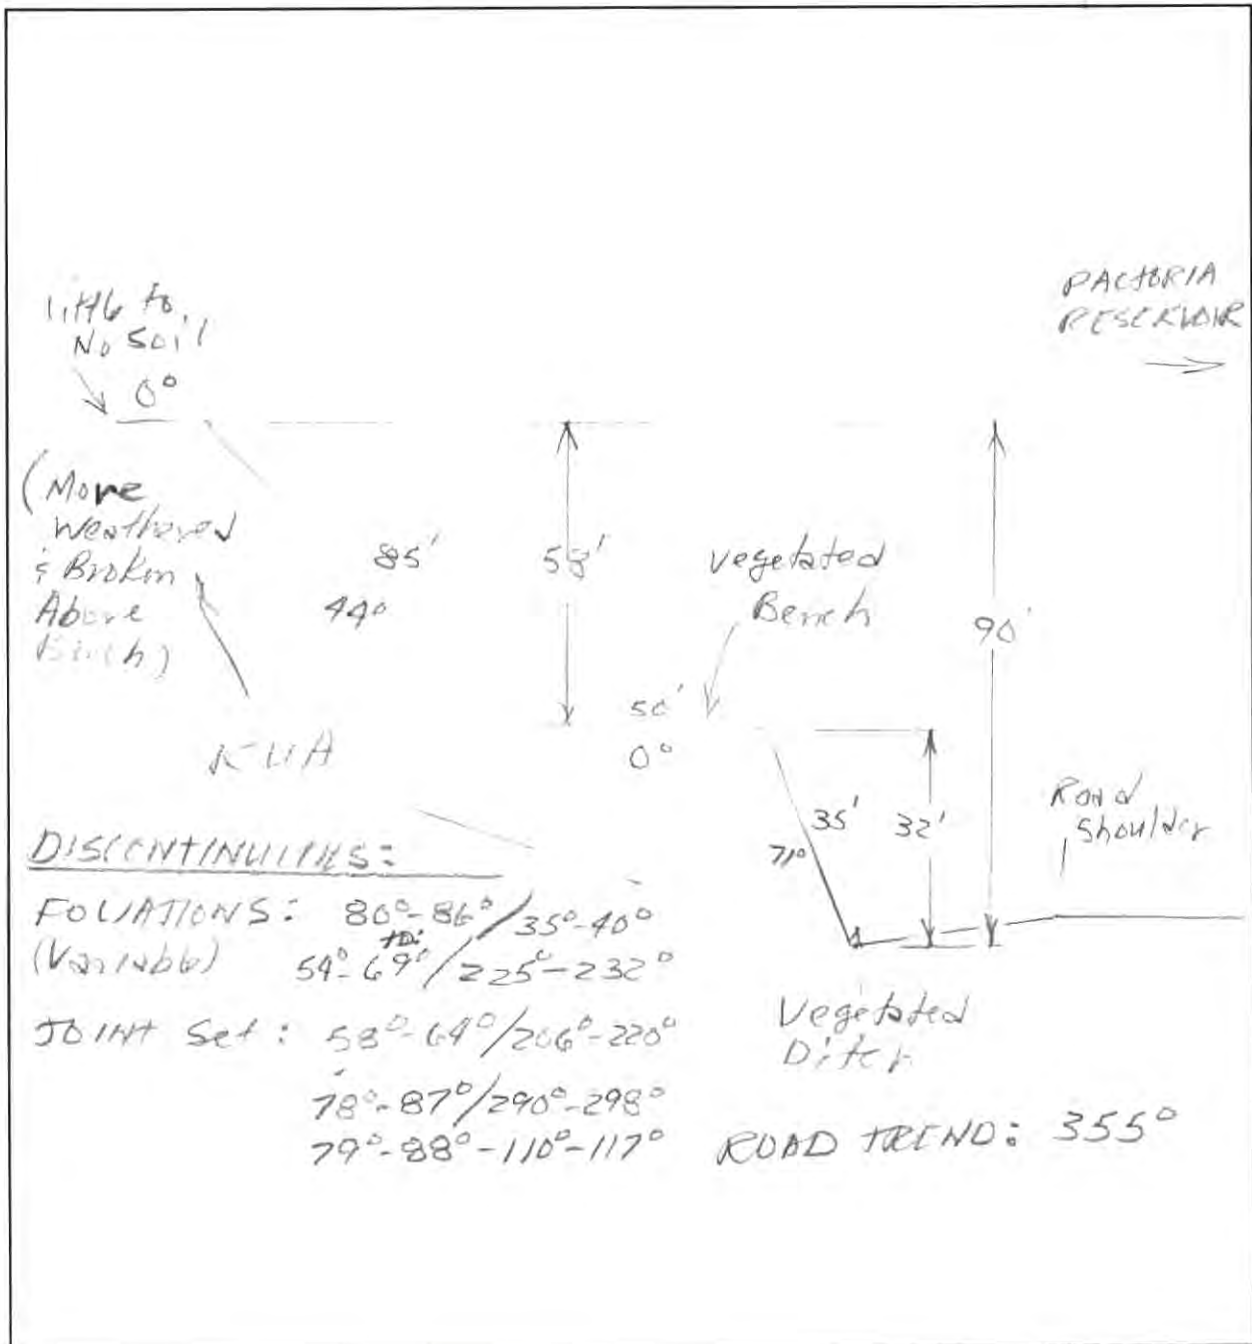 little to
No Soil
0°
PACTORIA
RESERVOIR
(More
Weathered
& Broken
Above
Bench)
85'
44°
58'
Vegetated
Bench
90'
50'
0°
35'
71°
32'
Road
Shoulder
DISCONTINUITIES:
FOLIATIONS: 80°-86°/35°-40°
(Variable)
to:
54°-69°/225°-232°
JOINT Set: 58°-64°/206°-220°
78°-87°/290°-298°
79°-88°-110°-117°
Vegetated
Ditch
ROAD TREND: 355°